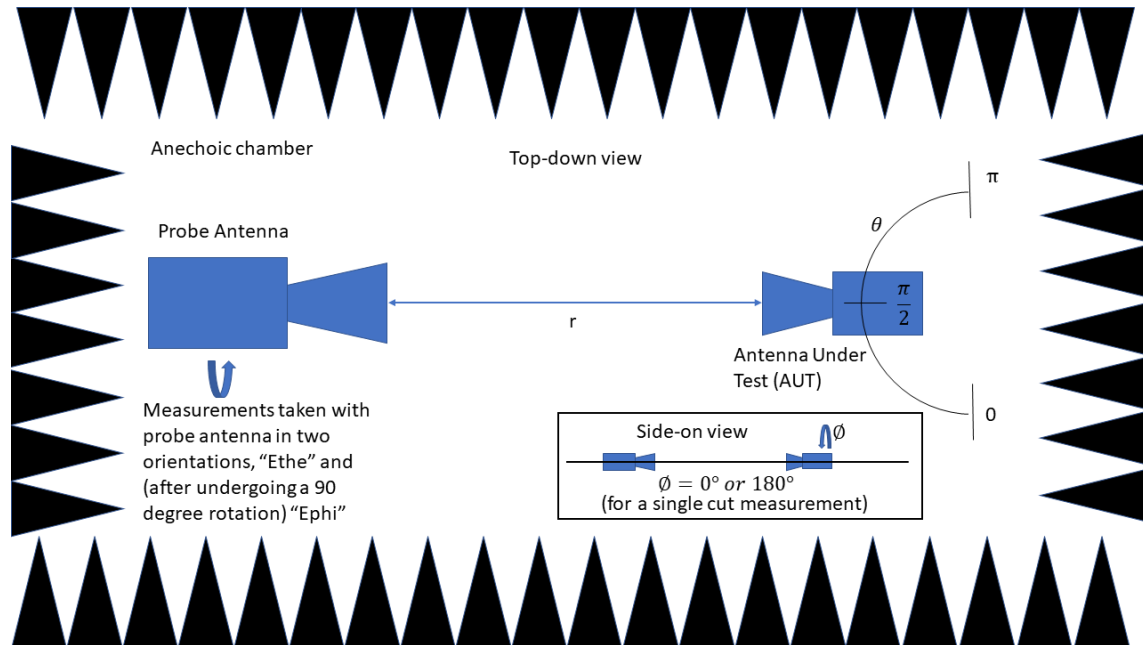 Anechoic chamber
Top-down view
π
θ
Probe Antenna
π
2
r
Antenna Under
Test (AUT)
0
Measurements taken with
probe antenna in two
orientations, “Ethe” and
(after undergoing a 90
degree rotation) “Ephi”
Side-on view
Ø
Ø = 0° or 180°
(for a single cut measurement)